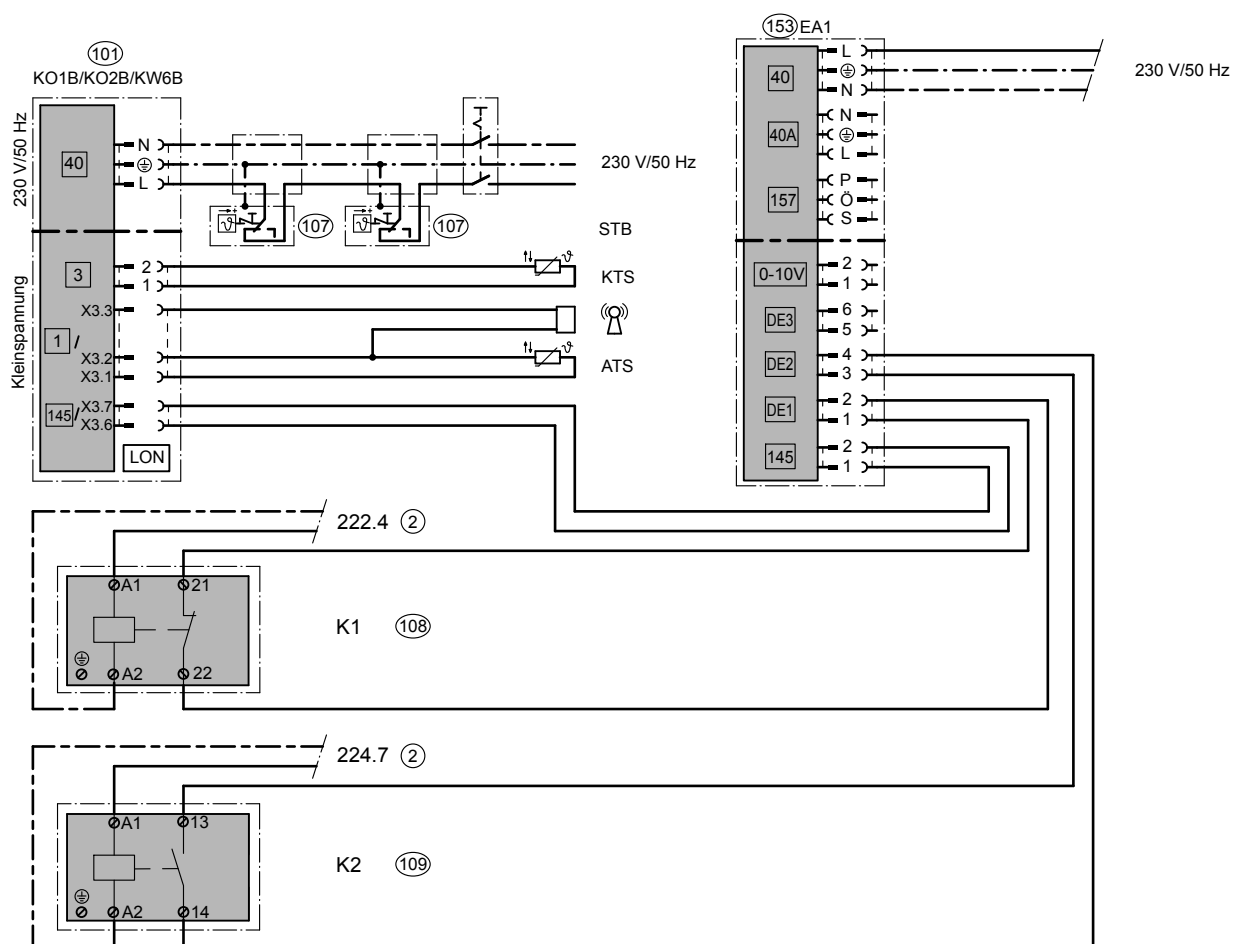 101
KO1B/KO2B/KW6B
230 V/50 Hz
Kleinspannung
40
N
L
3
2
1
X3.3
1 /
X3.2
X3.1
145 /
X3.7
X3.6
LON
ϑ
107
ϑ
107
230 V/50 Hz
STB
ϑ
KTS
ϑ
ATS
153 EA1
40
L
N
230 V/50 Hz
40A
N
L
157
P
Ö
S
0-10V
2
1
DE3
6
5
DE2
4
3
DE1
2
1
145
2
1
222.4 2
A1
21
A2
22
K1 108
224.7 2
A1
13
A2
14
K2 109